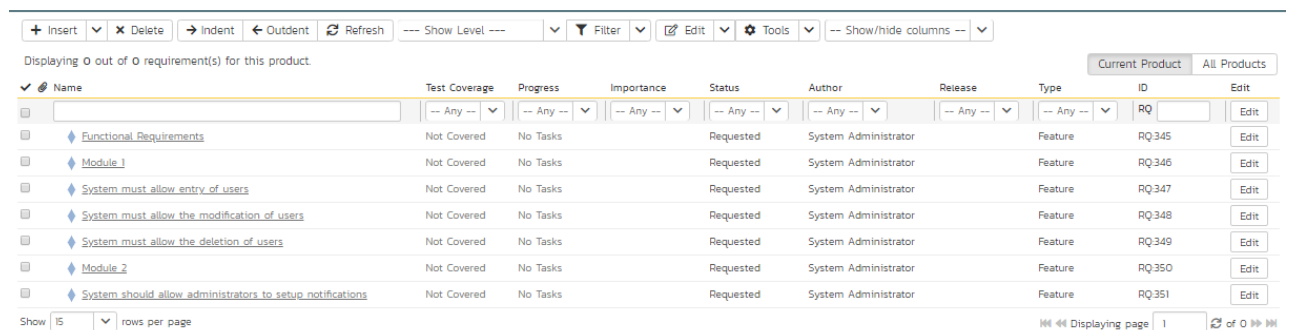 Insert Delete Indent Outdent Refresh --- Show Level --- Filter Edit Tools -- Show/hide columns --
Displaying 0 out of 0 requirement(s) for this product. Current Product All Products
Name Test Coverage Progress Importance Status Author Release Type ID Edit
-- Any -- -- Any -- -- Any -- -- Any -- -- Any -- -- Any -- -- Any -- RQ Edit
Functional Requirements Not Covered No Tasks Requested System Administrator Feature RQ:345 Edit
Module 1 Not Covered No Tasks Requested System Administrator Feature RQ:346 Edit
System must allow entry of users Not Covered No Tasks Requested System Administrator Feature RQ:347 Edit
System must allow the modification of users Not Covered No Tasks Requested System Administrator Feature RQ:348 Edit
System must allow the deletion of users Not Covered No Tasks Requested System Administrator Feature RQ:349 Edit
Module 2 Not Covered No Tasks Requested System Administrator Feature RQ:350 Edit
System should allow administrators to setup notifications Not Covered No Tasks Requested System Administrator Feature RQ:351 Edit
Show 15 rows per page Displaying page 1 of 0